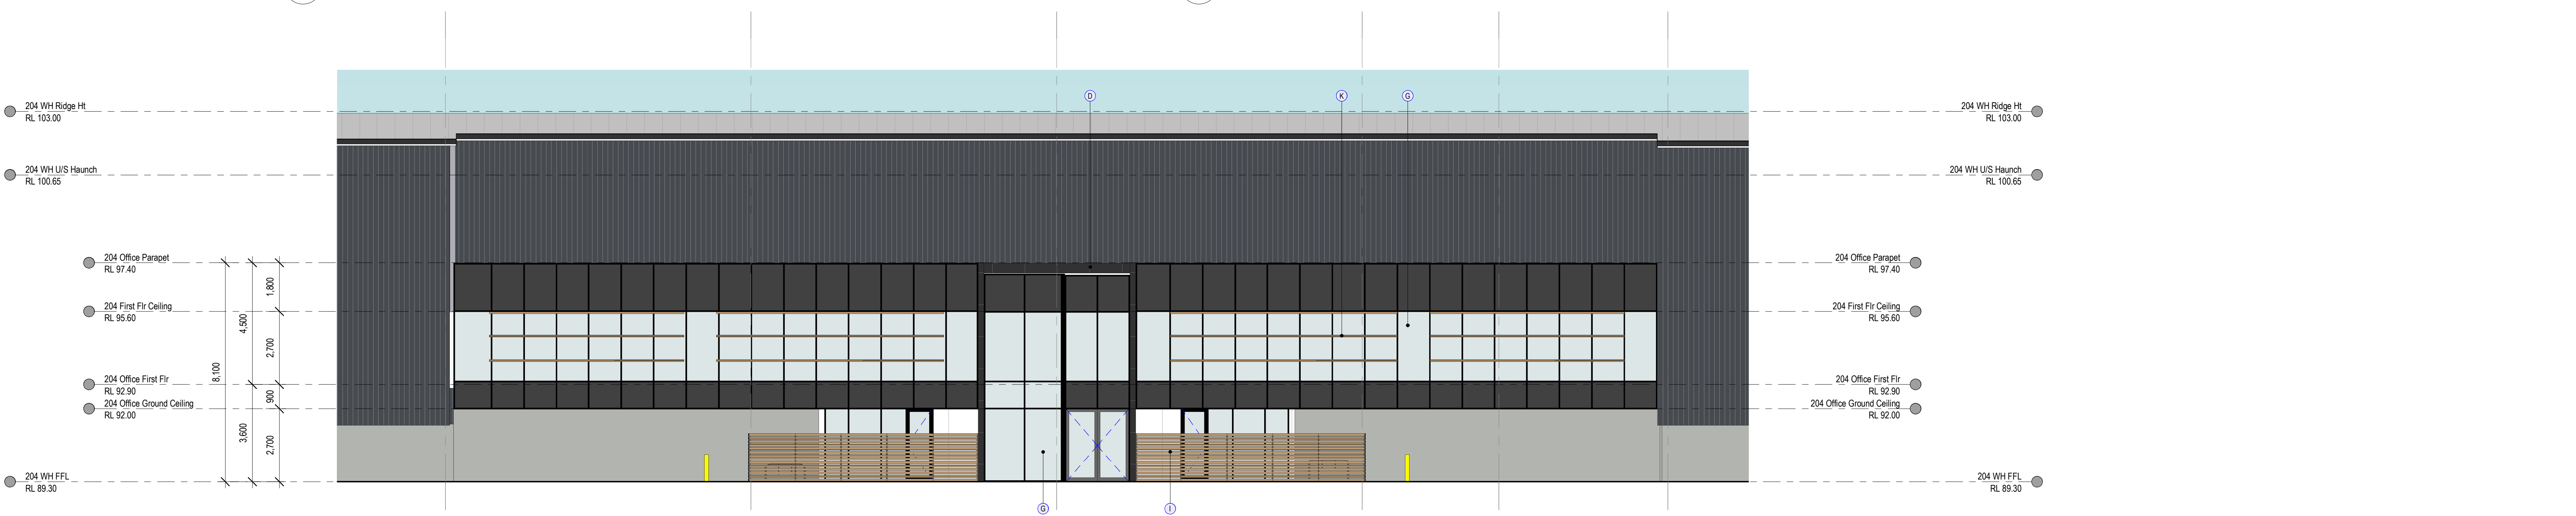 D
K
G
204 WH Ridge Ht
RL 103.00
204 WH Ridge Ht
RL 103.00
204 WH U/S Haunch
RL 100.65
204 WH U/S Haunch
RL 100.65
204 Office Parapet
RL 97.40
204 Office Parapet
RL 97.40
1,800
204 First Flr Ceiling
RL 95.60
204 First Flr Ceiling
RL 95.60
4,500
2,700
8,100
204 Office First Flr
RL 92.90
204 Office First Flr
RL 92.90
900
204 Office Ground Ceiling
RL 92.00
204 Office Ground Ceiling
RL 92.00
3,600
2,700
204 WH FFL
RL 89.30
204 WH FFL
RL 89.30
G
I